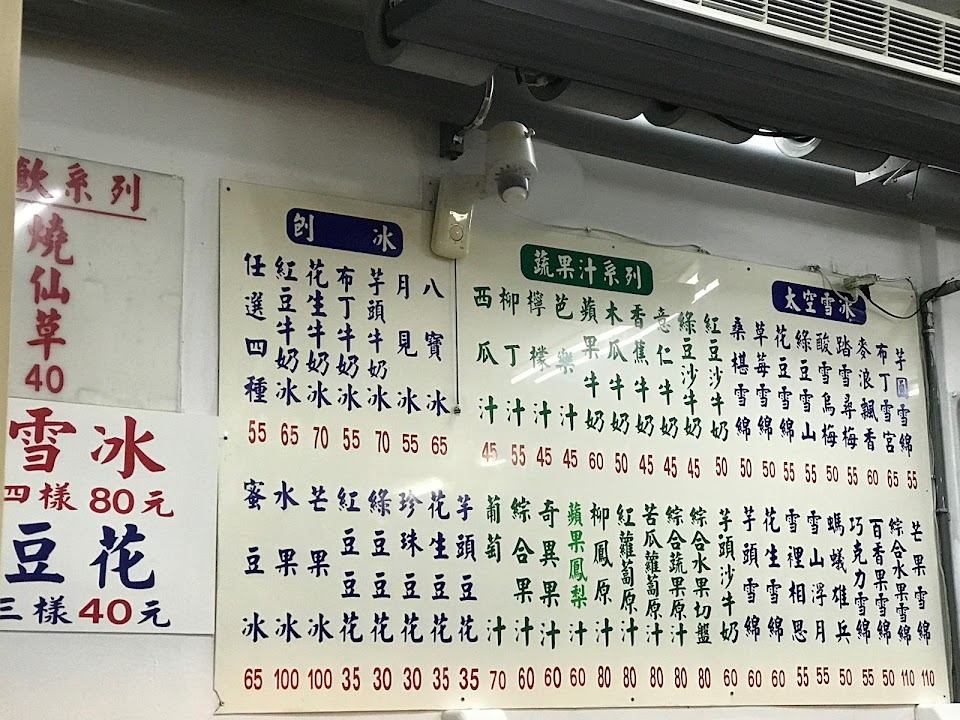 飲系列
燒仙草40
雪冰
四樣80元
豆花
三樣40元
刨冰
任選四種 55
紅豆牛奶冰 65
花生牛奶冰 70
布丁牛奶冰 55
芋頭牛奶冰 70
月見冰 55
八寶冰 65
蜜豆冰 65
水果冰 100
芒果冰 100
紅豆豆花 35
綠豆豆花 30
珍珠豆花 30
花生豆花 35
芋頭豆花 35
蔬果汁系列
西瓜汁 45
柳丁汁 55
檸檬汁 45
芭樂汁 45
蘋果牛奶 60
木瓜牛奶 50
香蕉牛奶 45
意仁牛奶 45
綠豆沙牛奶 45
紅豆沙牛奶 50
葡萄汁 70
綜合果汁 60
奇異果汁 60
蘋果鳳梨汁 60
柳鳳原汁 80
紅蘿蔔原汁 80
苦瓜蘿蔔原汁 80
綜合蔬果原汁 80
綜合水果切盤 80
芋頭沙牛奶 60
太空雪冰
桑椹雪綿 50
草莓雪綿 50
花豆雪綿 55
綠豆雪山 55
酸雪烏梅 50
踏雪尋梅 55
麥浪飄香 60
布丁雪宮 65
芋圓雪綿 55
芋頭雪綿 60
花生雪綿 60
雪裡相思 55
雪山浮月 55
螞蟻雄兵 50
巧克力雪綿 55
百香果雪綿 50
綜合水果雪綿 110
芒果雪綿 110